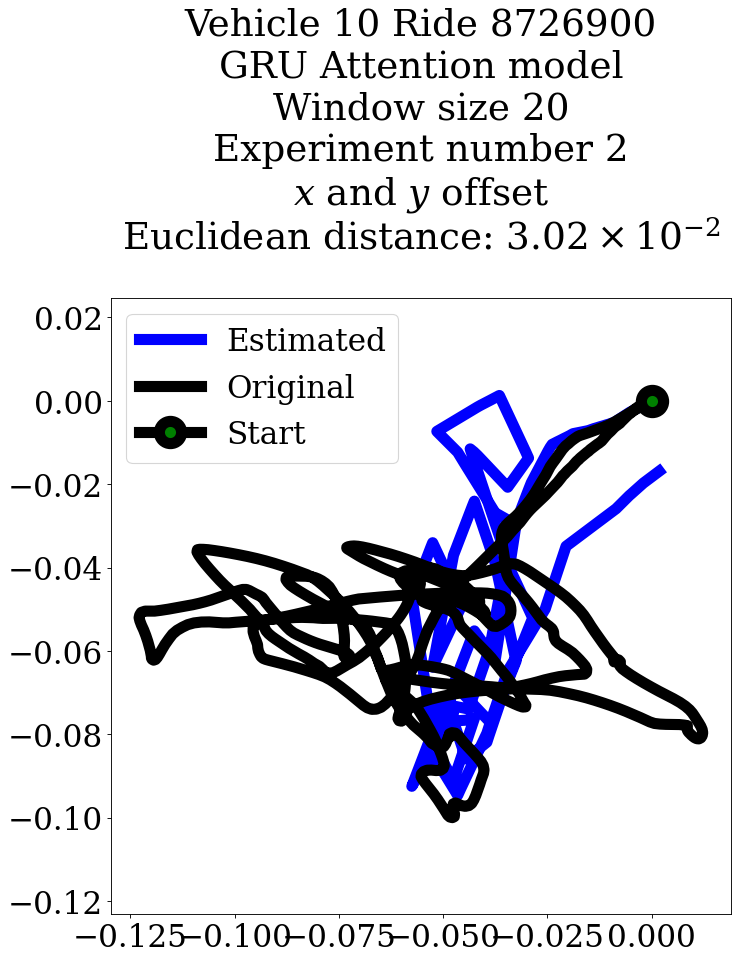 Vehicle 10 Ride 8726900
GRU Attention model
Window size 20
Experiment number 2
x and y offset
Euclidean distance: 3.02 × 10⁻²
Estimated
Original
Start
0.02
0.00
−0.02
−0.04
−0.06
−0.08
−0.10
−0.12
−0.125 −0.100 −0.075 −0.050 −0.025 0.000